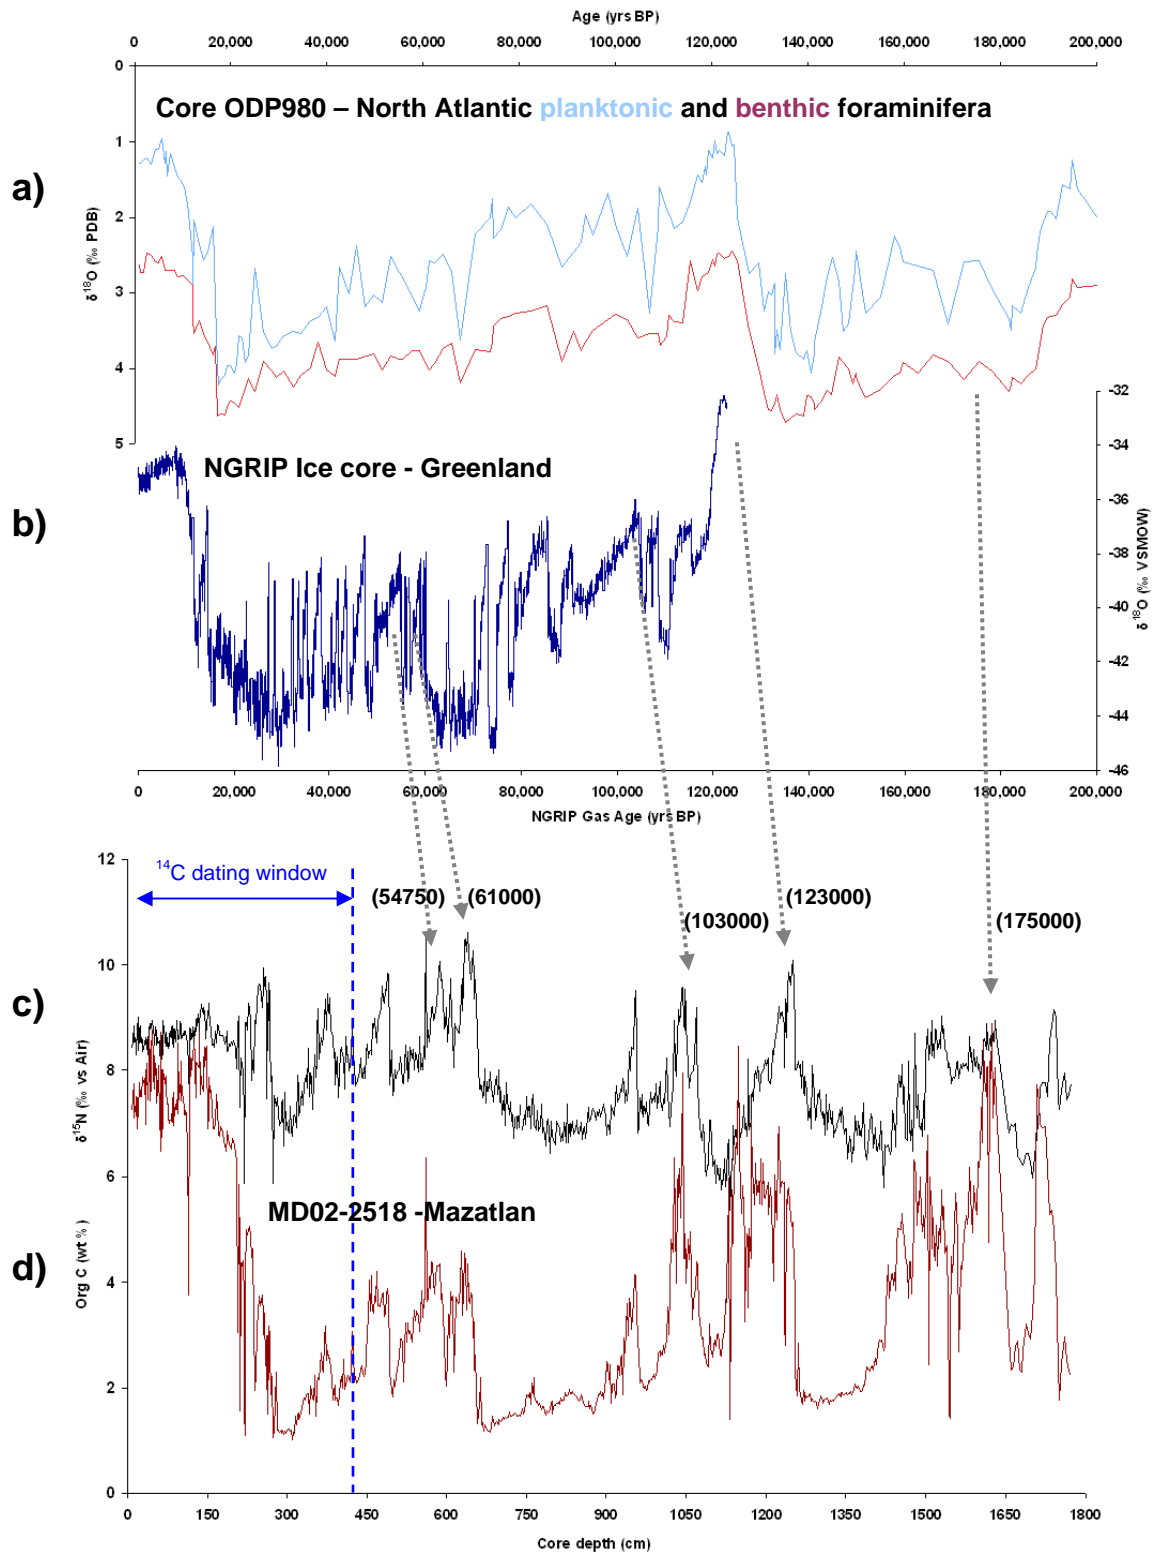 Age (yrs BP)
0 20,000 40,000 60,000 80,000 100,000 120,000 140,000 160,000 180,000 200,000
Core ODP980 – North Atlantic planktonic and benthic foraminifera
a)
δ18O (‰ PDB)
0
1
2
3
4
5
NGRIP Ice core - Greenland
b)
-32
-34
-36
-38
-40
-42
-44
-46
δ18O (‰ VSMOW)
0 20,000 40,000 60,000 80,000 100,000 120,000 140,000 160,000 180,000 200,000
NGRIP Gas Age (yrs BP)
14C dating window
(54750) (61000) (103000) (123000) (175000)
c)
δ15N (‰ vs Air)
12
10
8
6
4
2
0
MD02-2518 -Mazatlan
d)
Org C (wt %)
0 150 300 450 600 750 900 1050 1200 1350 1500 1650 1800
Core depth (cm)